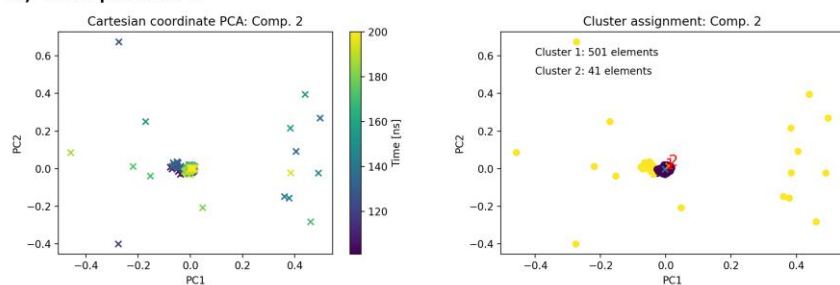 Cartesian coordinate PCA: Comp. 2
0.6
0.4
0.2
0.0
−0.2
−0.4
PC2
−0.4 −0.2 0.0 0.2 0.4
PC1
200
180
160
140
120
Time [ns]
Cluster assignment: Comp. 2
Cluster 1: 501 elements
Cluster 2: 41 elements
0.6
0.4
0.2
0.0
−0.2
−0.4
PC2
2
−0.4 −0.2 0.0 0.2 0.4
PC1